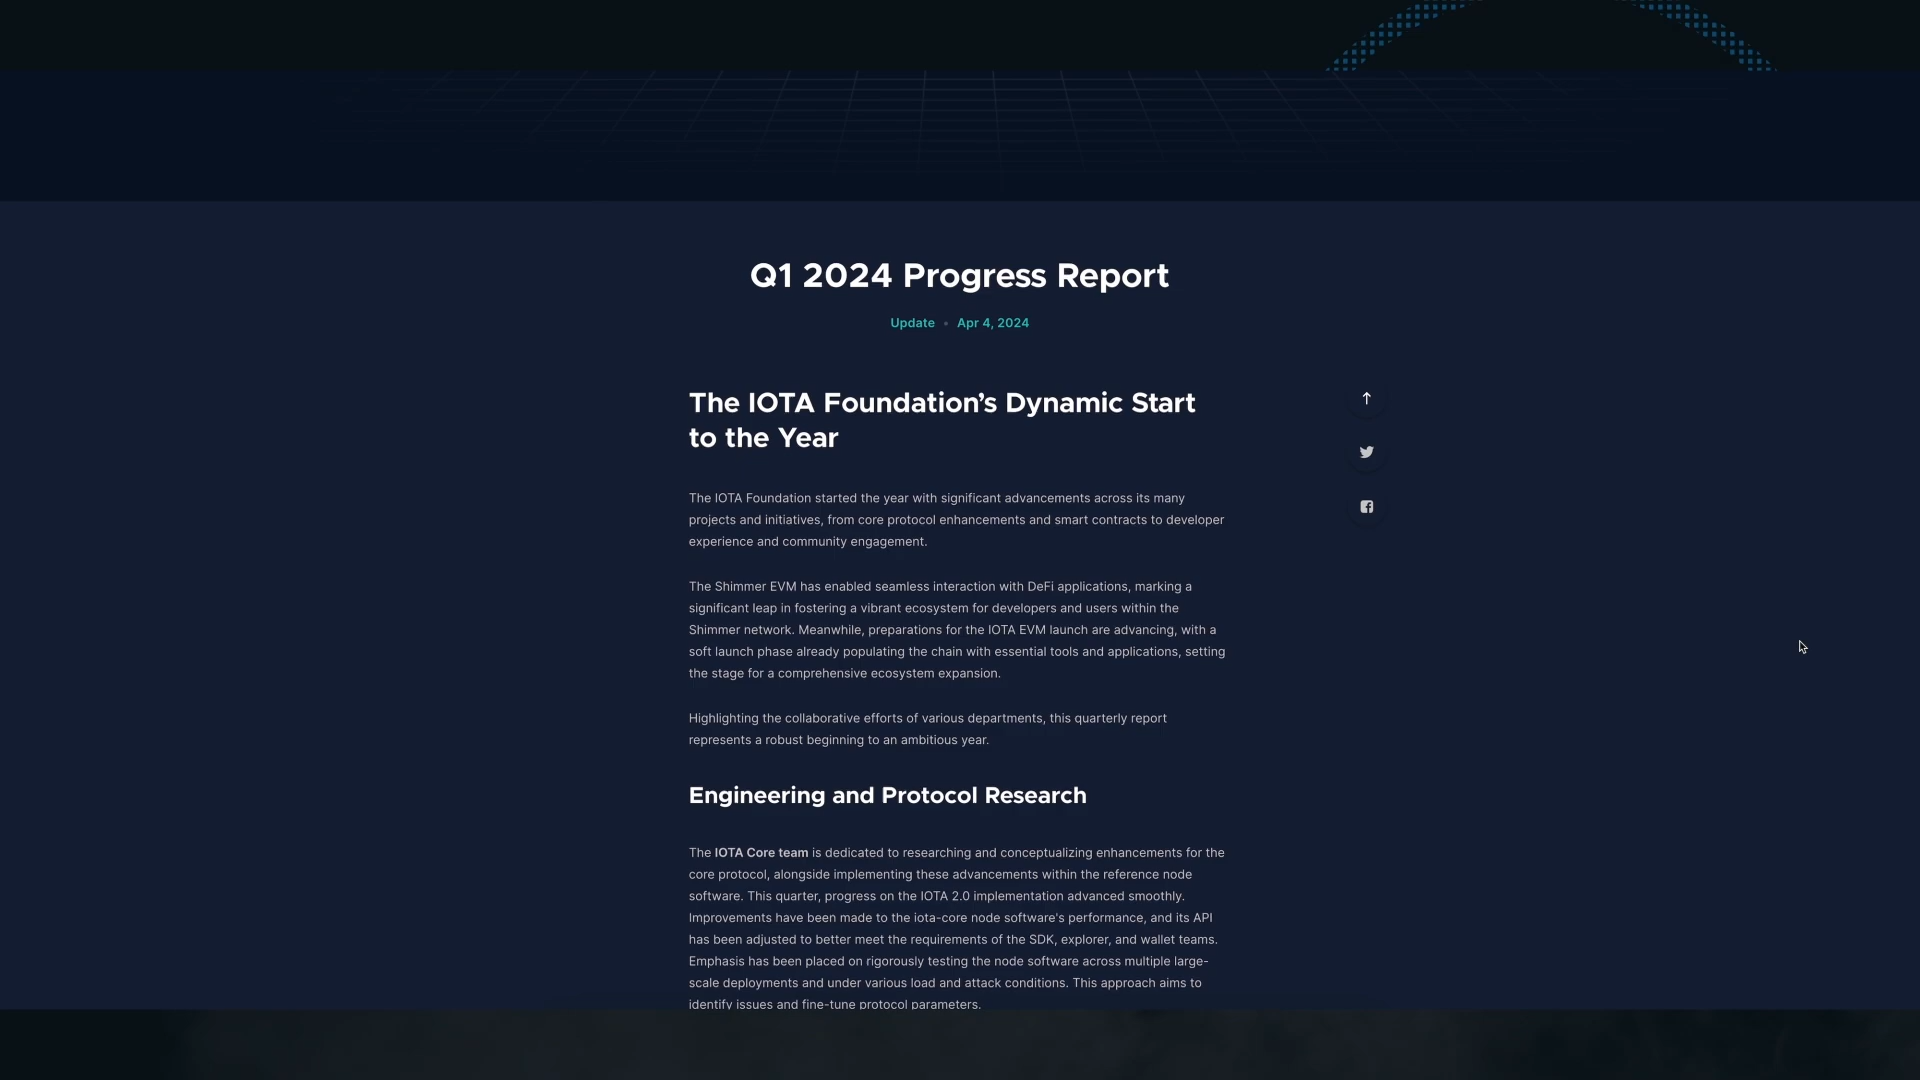 Q1 2024 Progress Report
Update • Apr 4, 2024
The IOTA Foundation’s Dynamic Start
to the Year
The IOTA Foundation started the year with significant advancements across its many
projects and initiatives, from core protocol enhancements and smart contracts to developer
experience and community engagement.
The Shimmer EVM has enabled seamless interaction with DeFi applications, marking a
significant leap in fostering a vibrant ecosystem for developers and users within the
Shimmer network. Meanwhile, preparations for the IOTA EVM launch are advancing, with a
soft launch phase already populating the chain with essential tools and applications, setting
the stage for a comprehensive ecosystem expansion.
Highlighting the collaborative efforts of various departments, this quarterly report
represents a robust beginning to an ambitious year.
Engineering and Protocol Research
The IOTA Core team is dedicated to researching and conceptualizing enhancements for the
core protocol, alongside implementing these advancements within the reference node
software. This quarter, progress on the IOTA 2.0 implementation advanced smoothly.
Improvements have been made to the iota-core node software's performance, and its API
has been adjusted to better meet the requirements of the SDK, explorer, and wallet teams.
Emphasis has been placed on rigorously testing the node software across multiple large-
scale deployments and under various load and attack conditions. This approach aims to
identify issues and fine-tune protocol parameters.